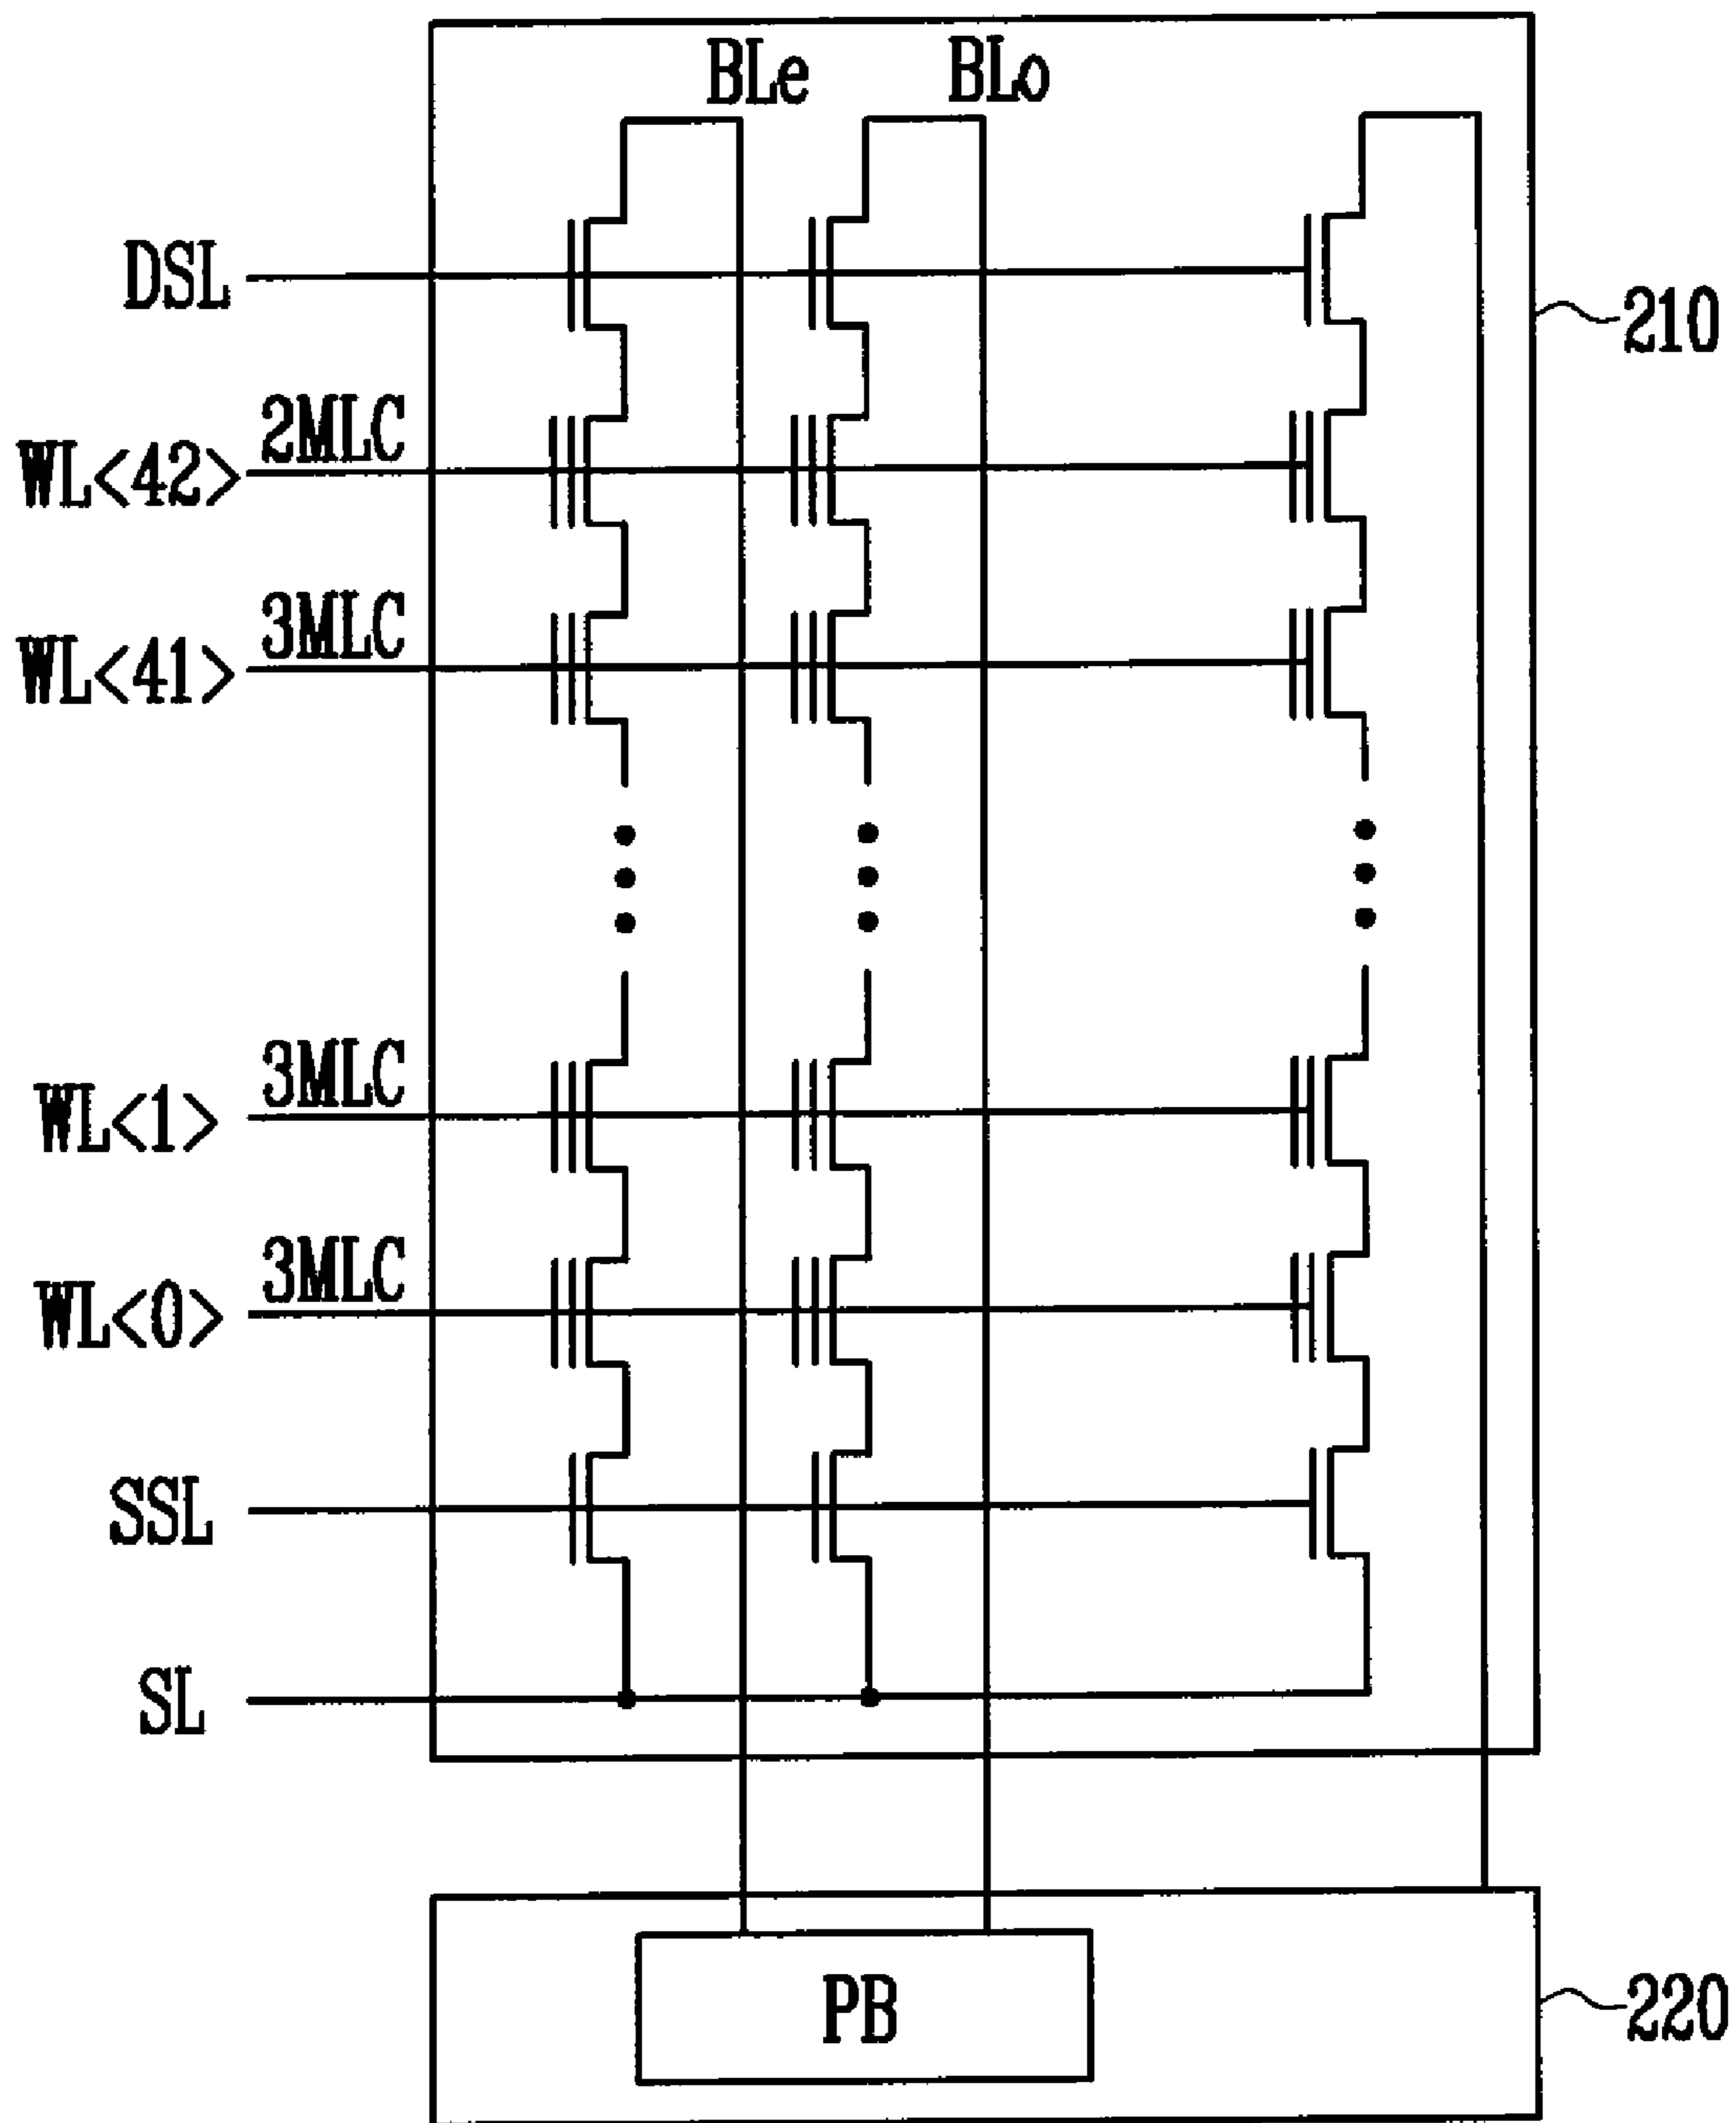 BLe BLo
DSL
210
2MLC
WL<42>
3MLC
WL<41>
3MLC
WL<1>
3MLC
WL<0>
SSL
SL
PB
220